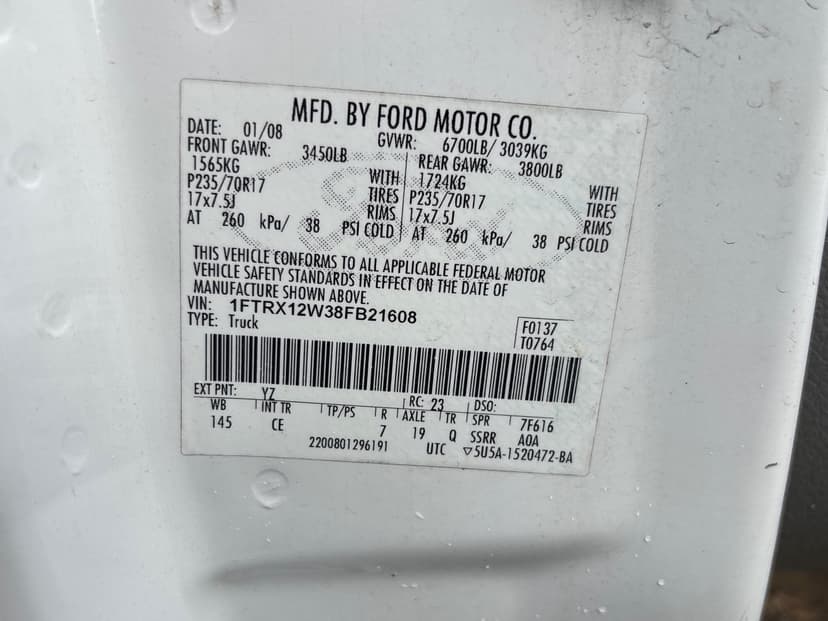 MFD. BY FORD MOTOR CO.
DATE: 01/08 GVWR: 6700LB/ 3039KG
FRONT GAWR: 3450LB REAR GAWR: 3800LB
1565KG WITH 1724KG WITH
P235/70R17 TIRES P235/70R17 TIRES
17x7.5J RIMS 17x7.5J RIMS
AT 260 kPa/ 38 PSI COLD AT 260 kPa/ 38 PSI COLD
THIS VEHICLE CONFORMS TO ALL APPLICABLE FEDERAL MOTOR
VEHICLE SAFETY STANDARDS IN EFFECT ON THE DATE OF
MANUFACTURE SHOWN ABOVE.
VIN: 1FTRX12W38FB21608
TYPE: Truck F0137
T0764
EXT PNT: YZ RC: 23 DSO:
WB INT TR TP/PS R AXLE TR SPR 7F616
145 CE 7 19 Q SSRR AOA
2200801296191 UTC ▽5U5A-1520472-BA